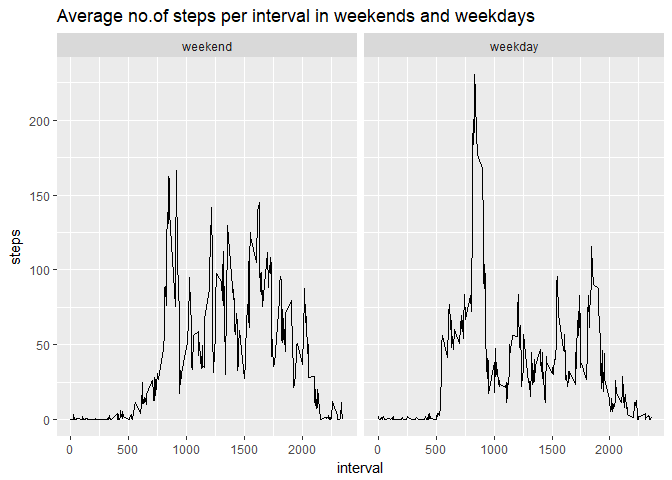 Average no.of steps per interval in weekends and weekdays
weekend weekday
200
150
100
50
0
steps
0 500 1000 1500 2000 0 500 1000 1500 2000
interval